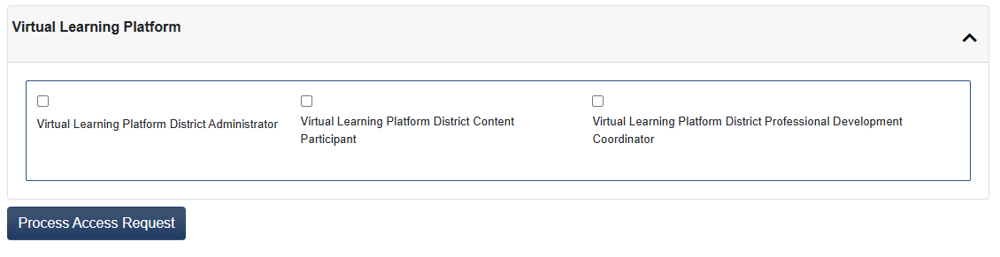 Virtual Learning Platform
Virtual Learning Platform District Administrator
Virtual Learning Platform District Content
Participant
Virtual Learning Platform District Professional Development
Coordinator
Process Access Request